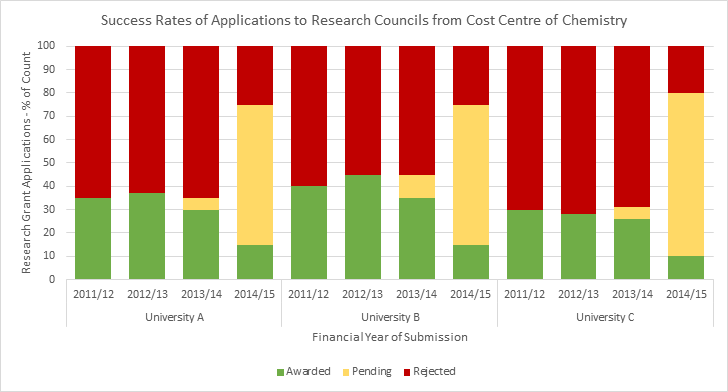 Success Rates of Applications to Research Councils from Cost Centre of Chemistry
Research Grant Applications - % of Count
100
90
80
70
60
50
40
30
20
10
0
2011/12 2012/13 2013/14 2014/15 2011/12 2012/13 2013/14 2014/15 2011/12 2012/13 2013/14 2014/15
University A University B University C
Financial Year of Submission
Awarded Pending Rejected